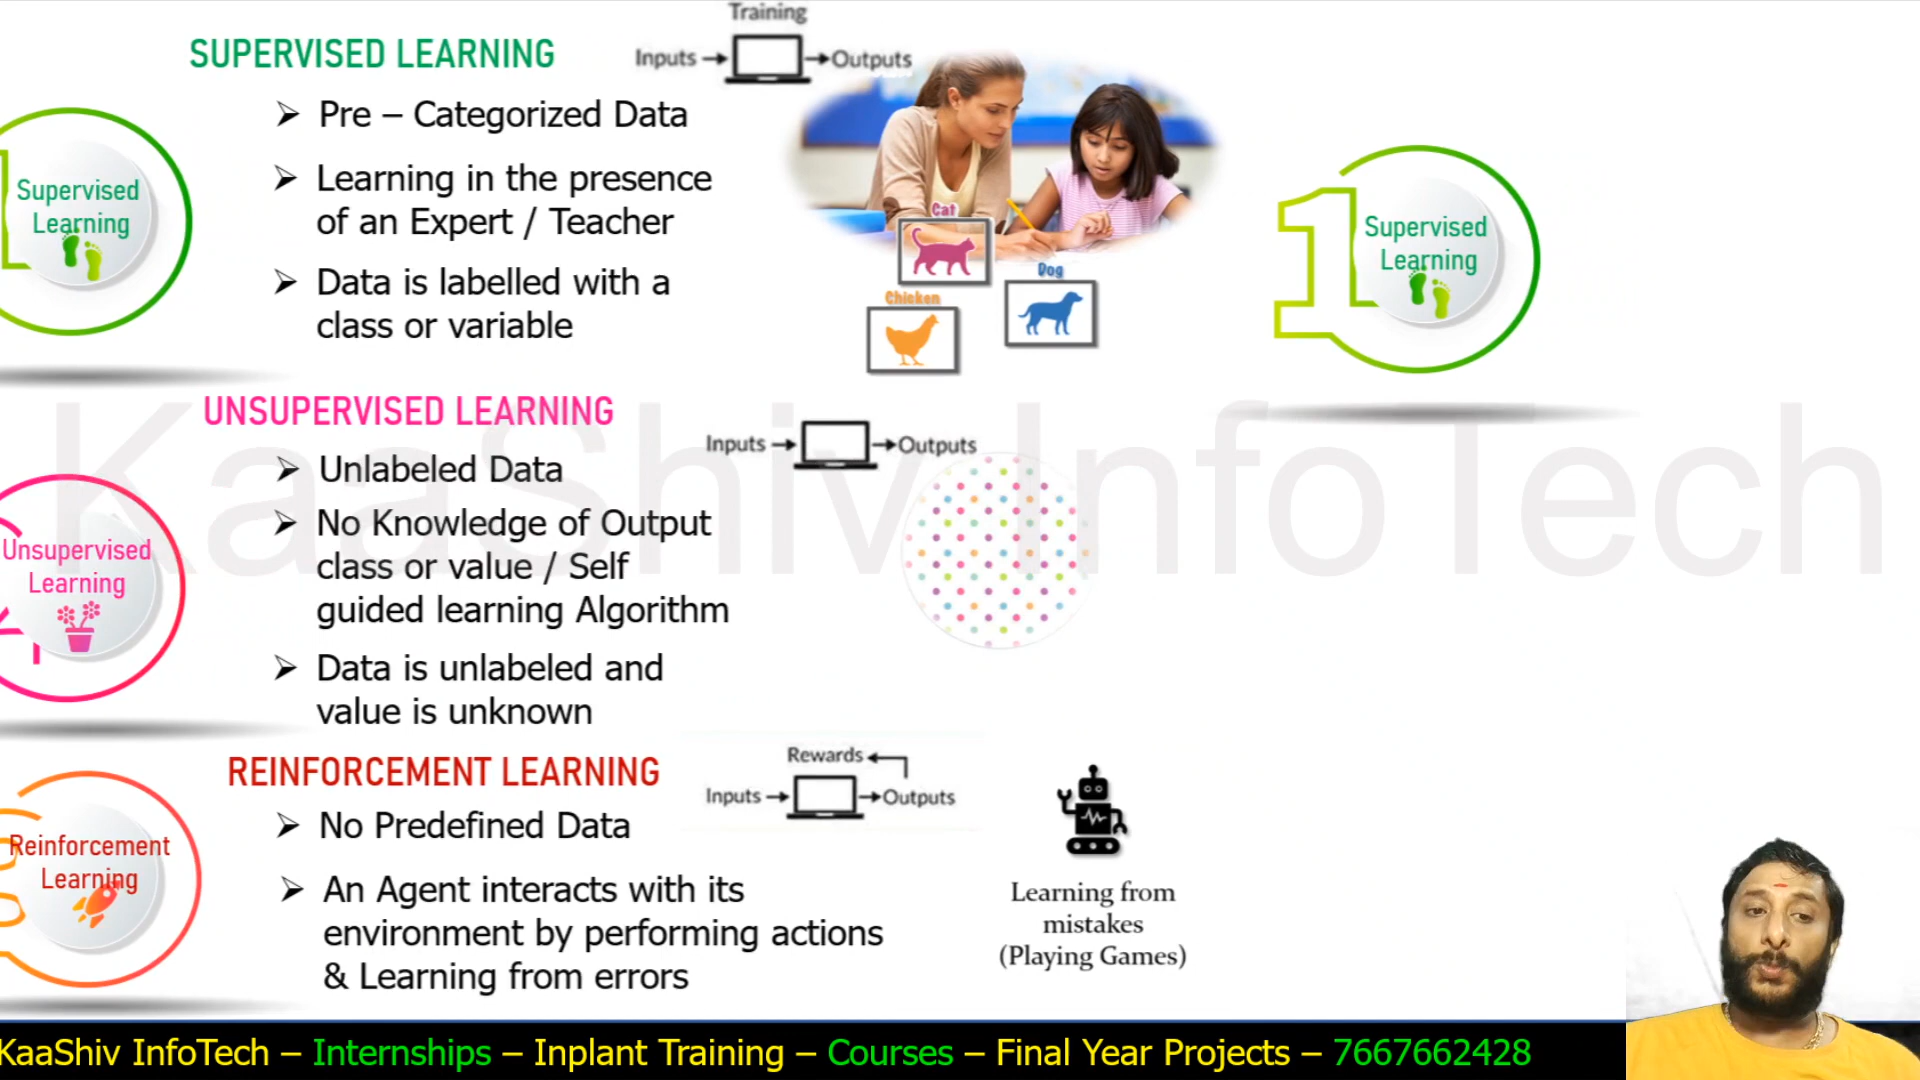 Training
Inputs
Outputs
SUPERVISED LEARNING
Pre – Categorized Data
Learning in the presence
of an Expert / Teacher
Data is labelled with a
class or variable
Supervised
Learning
Cat
Dog
Chicken
1
Supervised
Learning
UNSUPERVISED LEARNING
Inputs
Outputs
Unlabeled Data
No Knowledge of Output
class or value / Self
guided learning Algorithm
Data is unlabeled and
value is unknown
Unsupervised
Learning
KaaShiv InfoTech
REINFORCEMENT LEARNING
Rewards
Inputs
Outputs
No Predefined Data
An Agent interacts with its
environment by performing actions
& Learning from errors
Reinforcement
Learning
Learning from
mistakes
(Playing Games)
KaaShiv InfoTech – Internships – Inplant Training – Courses – Final Year Projects – 7667662428